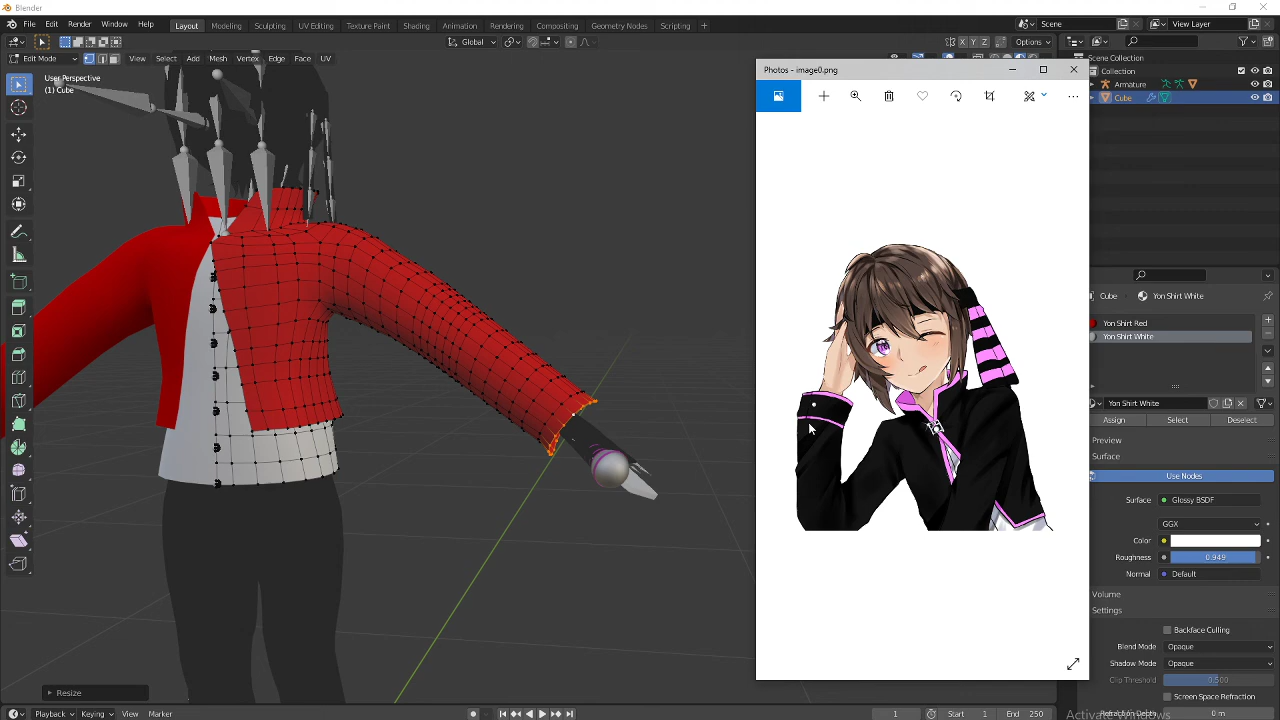 Blender
File Edit Render Window Help
Layout Modeling Sculpting UV Editing Texture Paint Shading Animation Rendering Compositing Geometry Nodes Scripting
Scene
View Layer
Global
X Y Z
Options
Edit Mode
View Select Add Mesh Vertex Edge Face UV
User Perspective
(1) Cube
Photos - image0.png
Scene Collection
Collection
Armature
Cube
Cube
Yon Shirt White
Yon Shirt Red
Yon Shirt White
Yon Shirt White
Assign Select Deselect
Preview
Surface
Use Nodes
Surface Glossy BSDF
GGX
Color
Roughness 0.949
Normal Default
Volume
Settings
Backface Culling
Blend Mode Opaque
Shadow Mode Opaque
Clip Threshold 0.500
Screen Space Refraction
Refraction Depth 0 m
Resize
Playback Keying View Marker
1
Start 1
End 250
Activate Windows